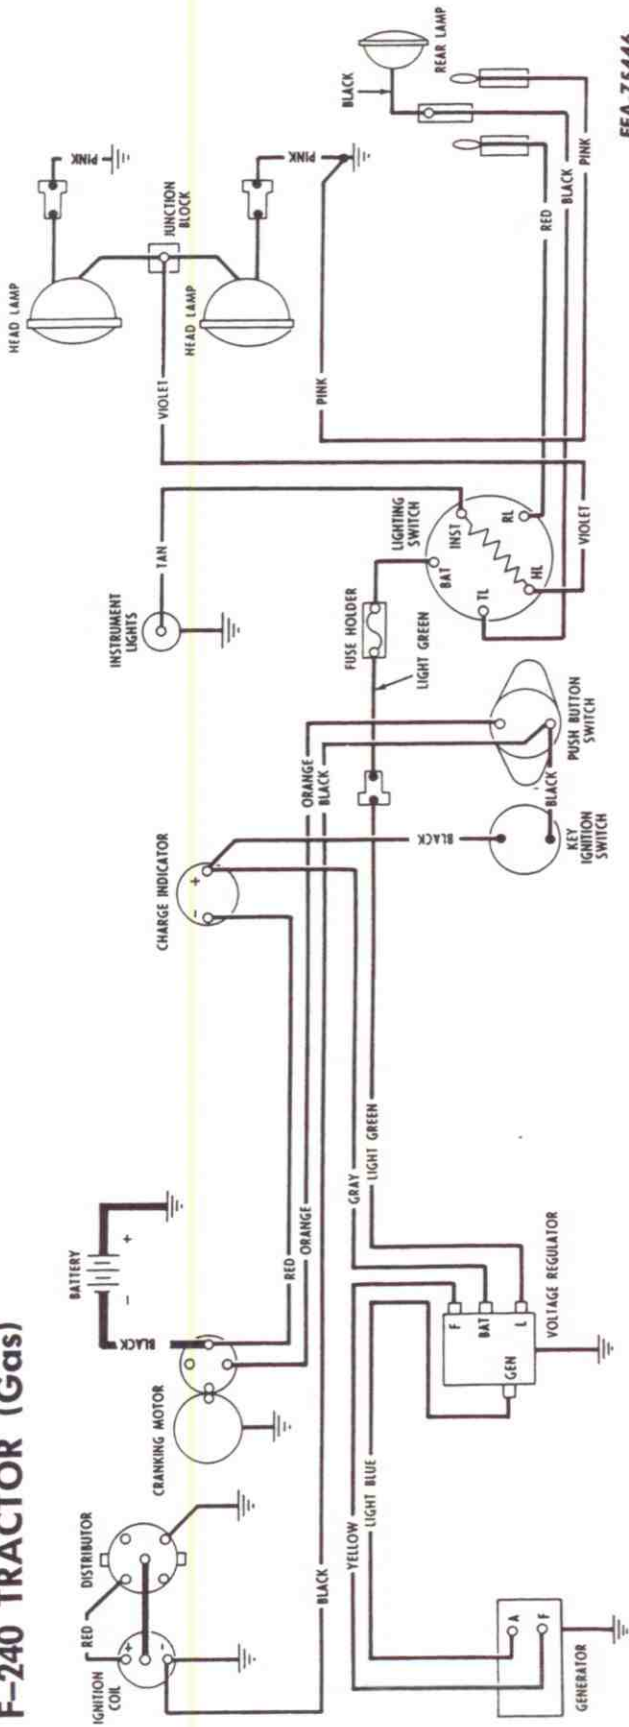 F-240 TRACTOR (Gas)
HEAD LAMP
PINK
JUNCTION
BLOCK
HEAD LAMP
PINK
BATTERY
+
-
BLACK
INSTRUMENT
LIGHTS
TAN
VIOLET
CHARGE INDICATOR
-
+
RED
DISTRIBUTOR
IGNITION
COIL
+
-
CRANKING MOTOR
RED
ORANGE
ORANGE
BLACK
BLACK
PINK
BLACK
REAR LAMP
FUSE HOLDER
LIGHT GREEN
LIGHTING
SWITCH
BAT
INST
TL
HL
RL
VIOLET
RED
BLACK
PINK
YELLOW
LIGHT BLUE
GRAY
LIGHT GREEN
BLACK
BLACK
KEY
IGNITION
SWITCH
PUSH BUTTON
SWITCH
F
BAT
L
GEN
VOLTAGE REGULATOR
A
F
GENERATOR